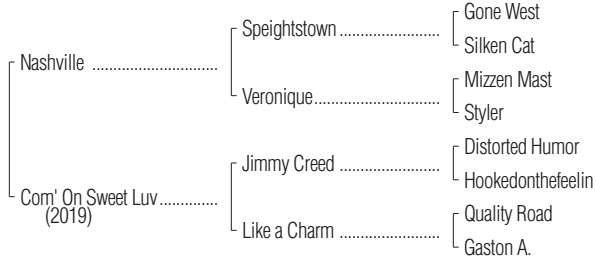 Gone West
Speightstown
Silken Cat
Nashville
Mizzen Mast
Veronique
Styler
Distorted Humor
Jimmy Creed
Hookedonthefeelin
Com' On Sweet Luv
(2019)
Quality Road
Like a Charm
Gaston A.